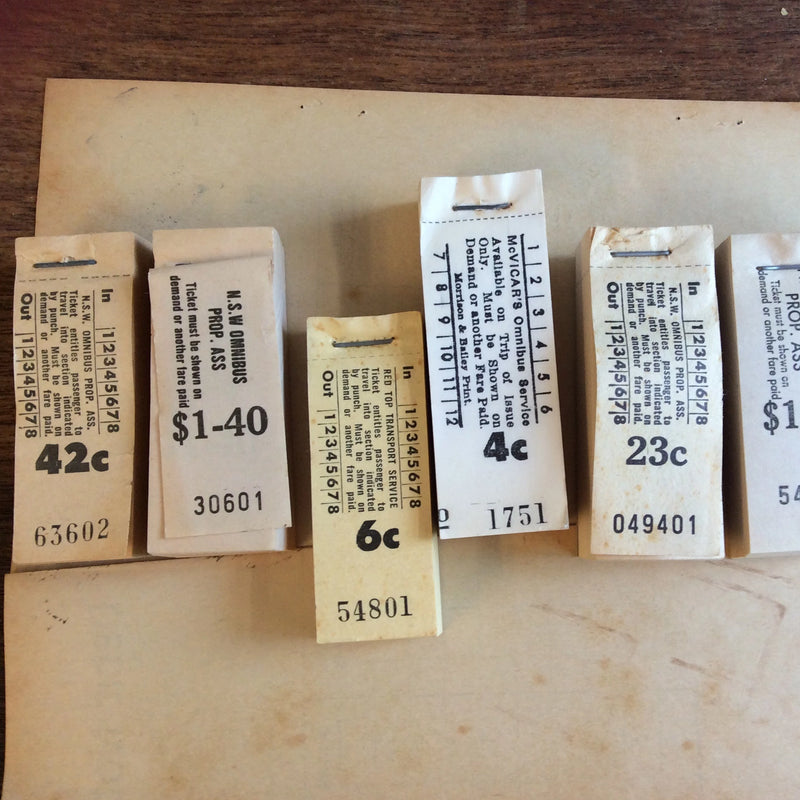 In
1 2 3 4 5 6 7 8
N.S.W. OMNIBUS PROP. ASS.
Ticket entitles passenger to
travel into section indicated
by punch. Must be shown on
demand or another fare paid.
Out
1 2 3 4 5 6 7 8
42c
63602
N.S.W OMNIBUS
PROP. ASS
Ticket must be shown on
demand or another fare paid
$1-40
30601
In
1 2 3 4 5 6 7 8
RED TOP TRANSPORT SERVICE
Ticket entitles passenger to
travel into section indicated
by punch. Must be shown on
demand or another fare paid.
Out
1 2 3 4 5 6 7 8
6c
54801
1 2 3 4 5 6
McVICAR'S Omnibus Service
Available on Trip of Issue
Only. Must be Shown on
Demand or another Fare Paid.
Morrison & Bailey Print.
7 8 9 10 11 12
4c
1751
In
1 2 3 4 5 6 7 8
N.S.W. OMNIBUS PROP. ASS.
Ticket entitles passenger to
travel into section indicated
by punch. Must be Shown on
demand or another fare paid.
Out
1 2 3 4 5 6 7 8
23c
049401
PROP. ASS
Ticket must be shown on
demand or another fare paid
$1
54